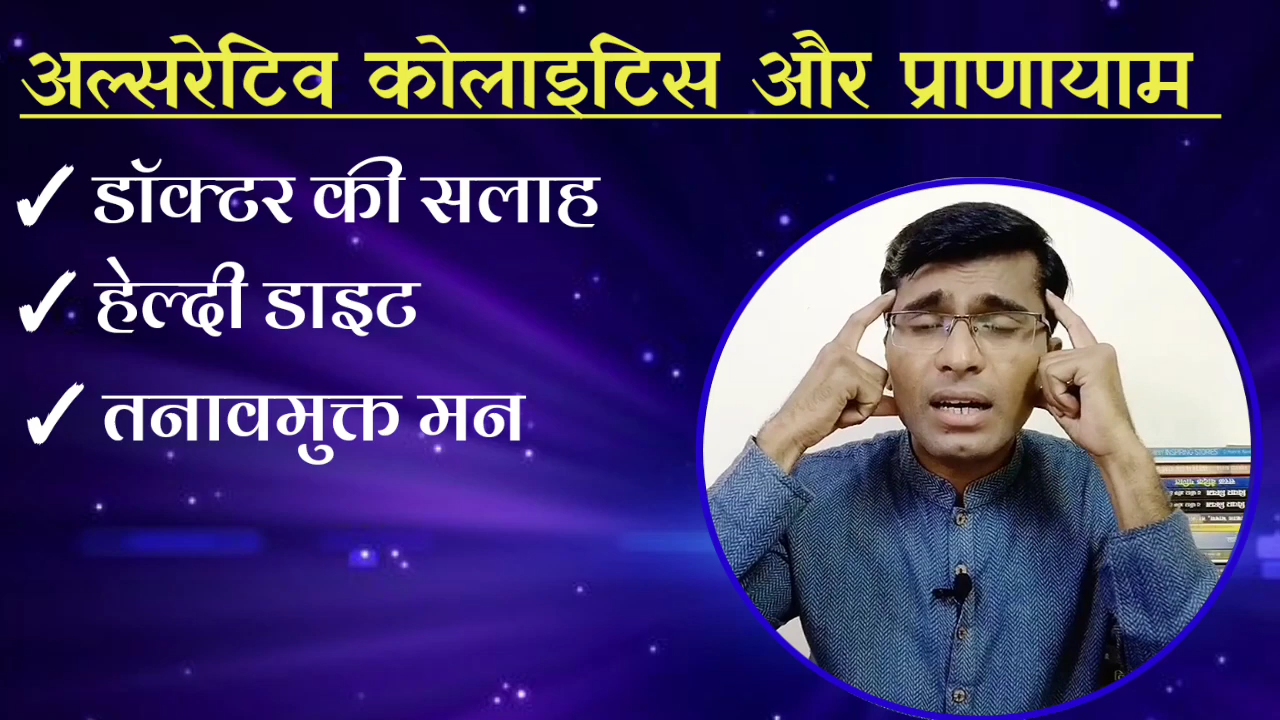 अल्सरेटिव कोलाइटिस और प्राणायाम
✓ डॉक्टर की सलाह
✓ हेल्दी डाइट
✓ तनावमुक्त मन